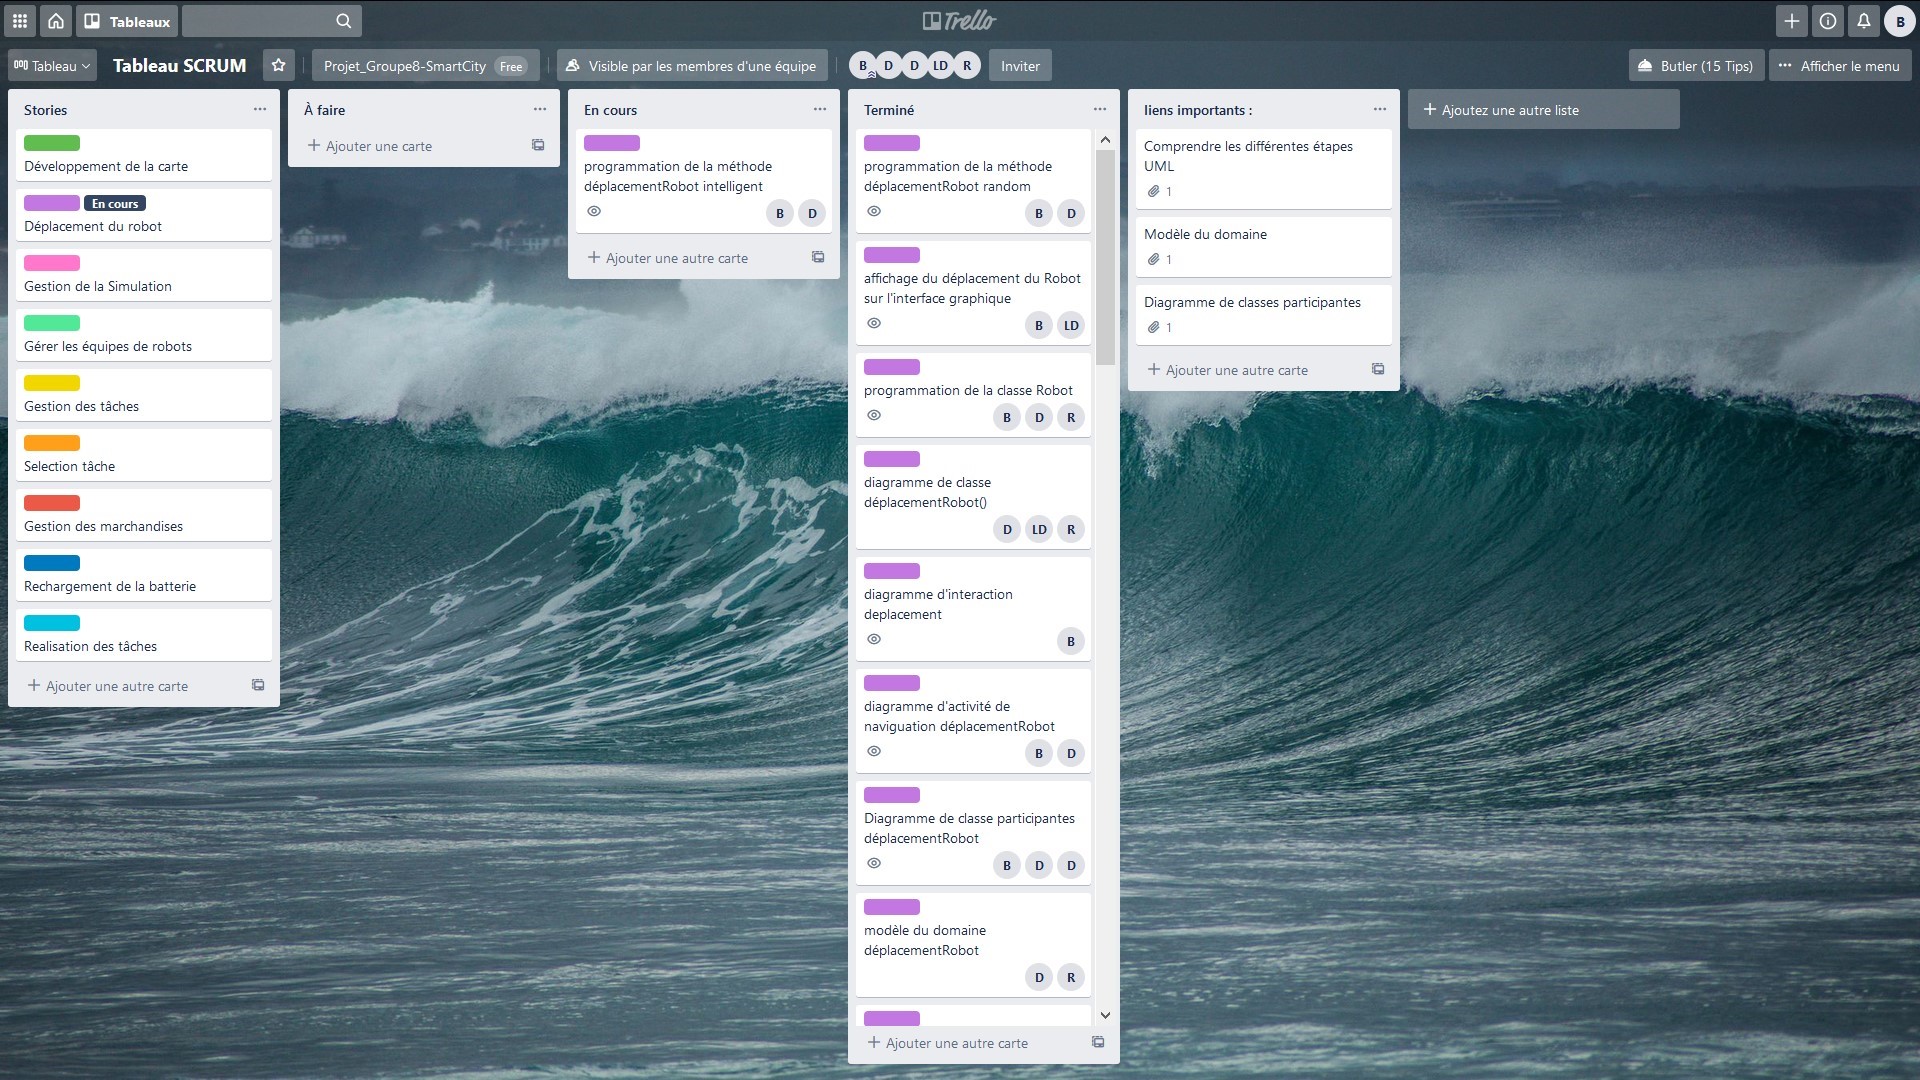 Tableaux
Trello
B
Tableau
Tableau SCRUM
Projet_Groupe8-SmartCity Free
Visible par les membres d'une équipe
B D D LD R
Inviter
Butler (15 Tips)
Afficher le menu
Stories
Développement de la carte
En cours
Déplacement du robot
Gestion de la Simulation
Gérer les équipes de robots
Gestion des tâches
Selection tâche
Gestion des marchandises
Rechargement de la batterie
Realisation des tâches
Ajouter une autre carte
À faire
Ajouter une carte
En cours
programmation de la méthode
déplacementRobot intelligent
B D
Ajouter une autre carte
Terminé
programmation de la méthode
déplacementRobot random
B D
affichage du déplacement du Robot
sur l'interface graphique
B LD
programmation de la classe Robot
B D R
diagramme de classe
déplacementRobot()
D LD R
diagramme d'interaction
deplacement
B
diagramme d'activité de
naviguation déplacementRobot
B D
Diagramme de classe participantes
déplacementRobot
B D D
modèle du domaine
déplacementRobot
D R
Ajouter une autre carte
liens importants :
Comprendre les différentes étapes
UML
1
Modèle du domaine
1
Diagramme de classes participantes
1
Ajouter une autre carte
Ajoutez une autre liste